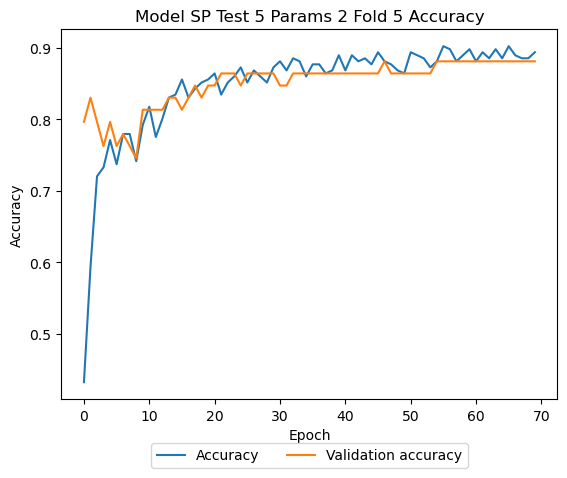 Model SP Test 5 Params 2 Fold 5 Accuracy
0.9
0.8
0.7
0.6
0.5
Accuracy
0 10 20 30 40 50 60 70
Epoch
Accuracy Validation accuracy